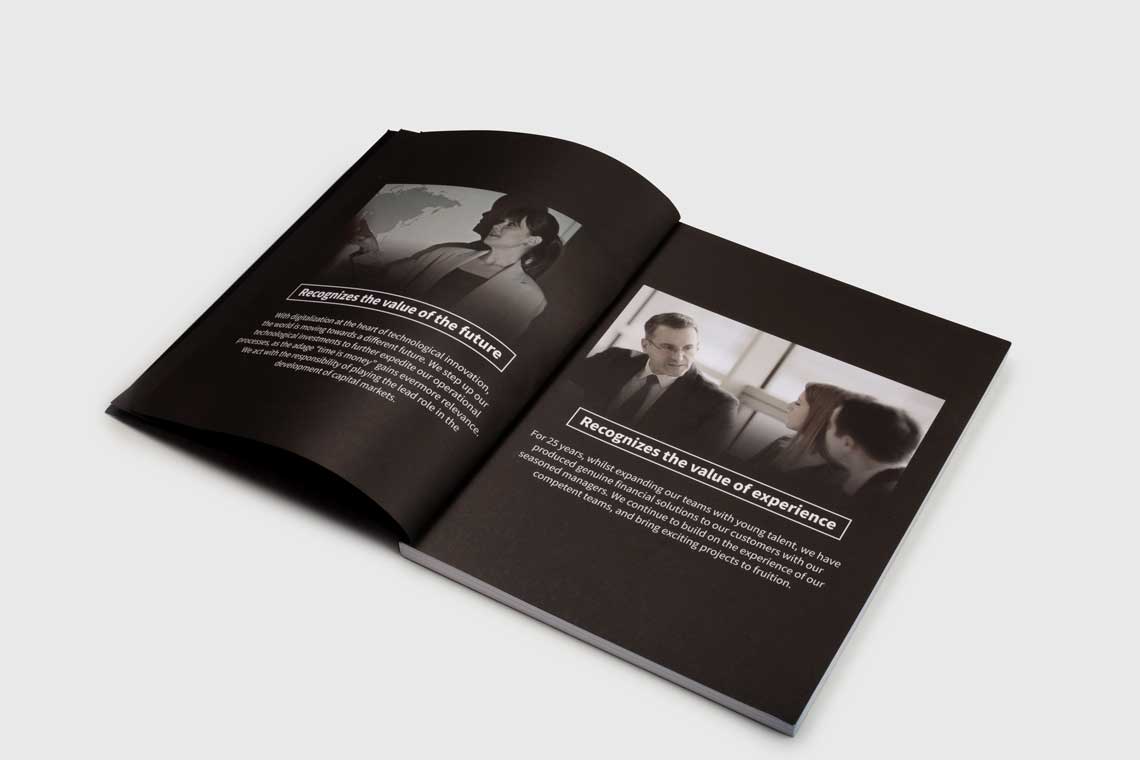 Recognizes the value of the future
With digitalization at the heart of technological innovation,
the world is moving towards a different future. We step up our
technological investments to further expedite our operational
processes, as the adage "time is money" gains evermore relevance.
We act with the responsibility of playing the lead role in the
development of capital markets.
Recognizes the value of experience
For 25 years, whilst expanding our teams with young talent, we have
produced genuine financial solutions to our customers with our
seasoned managers. We continue to build on the experience of our
competent teams, and bring exciting projects to fruition.